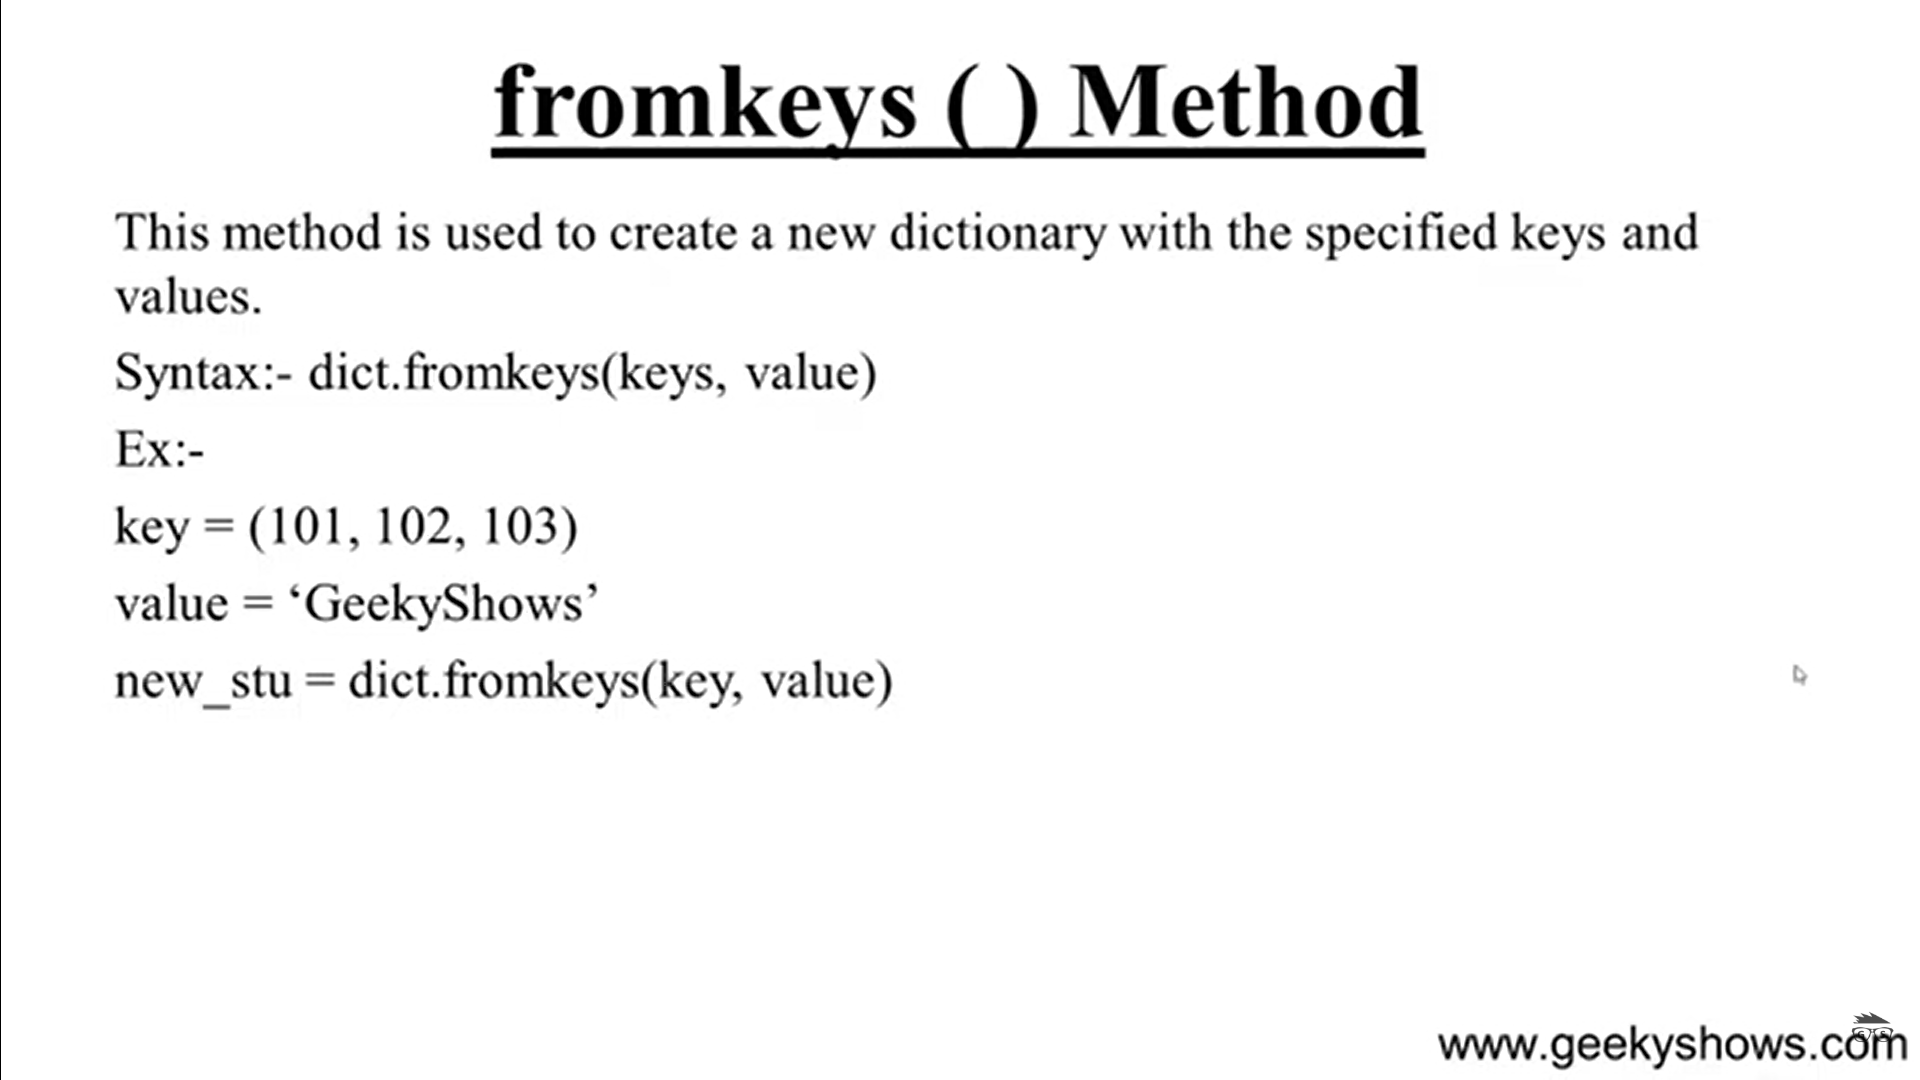 fromkeys ( ) Method
This method is used to create a new dictionary with the specified keys and
values.
Syntax:- dict.fromkeys(keys, value)
Ex:-
key = (101, 102, 103)
value = ‘GeekyShows’
new_stu = dict.fromkeys(key, value)
www.geekyshows.com